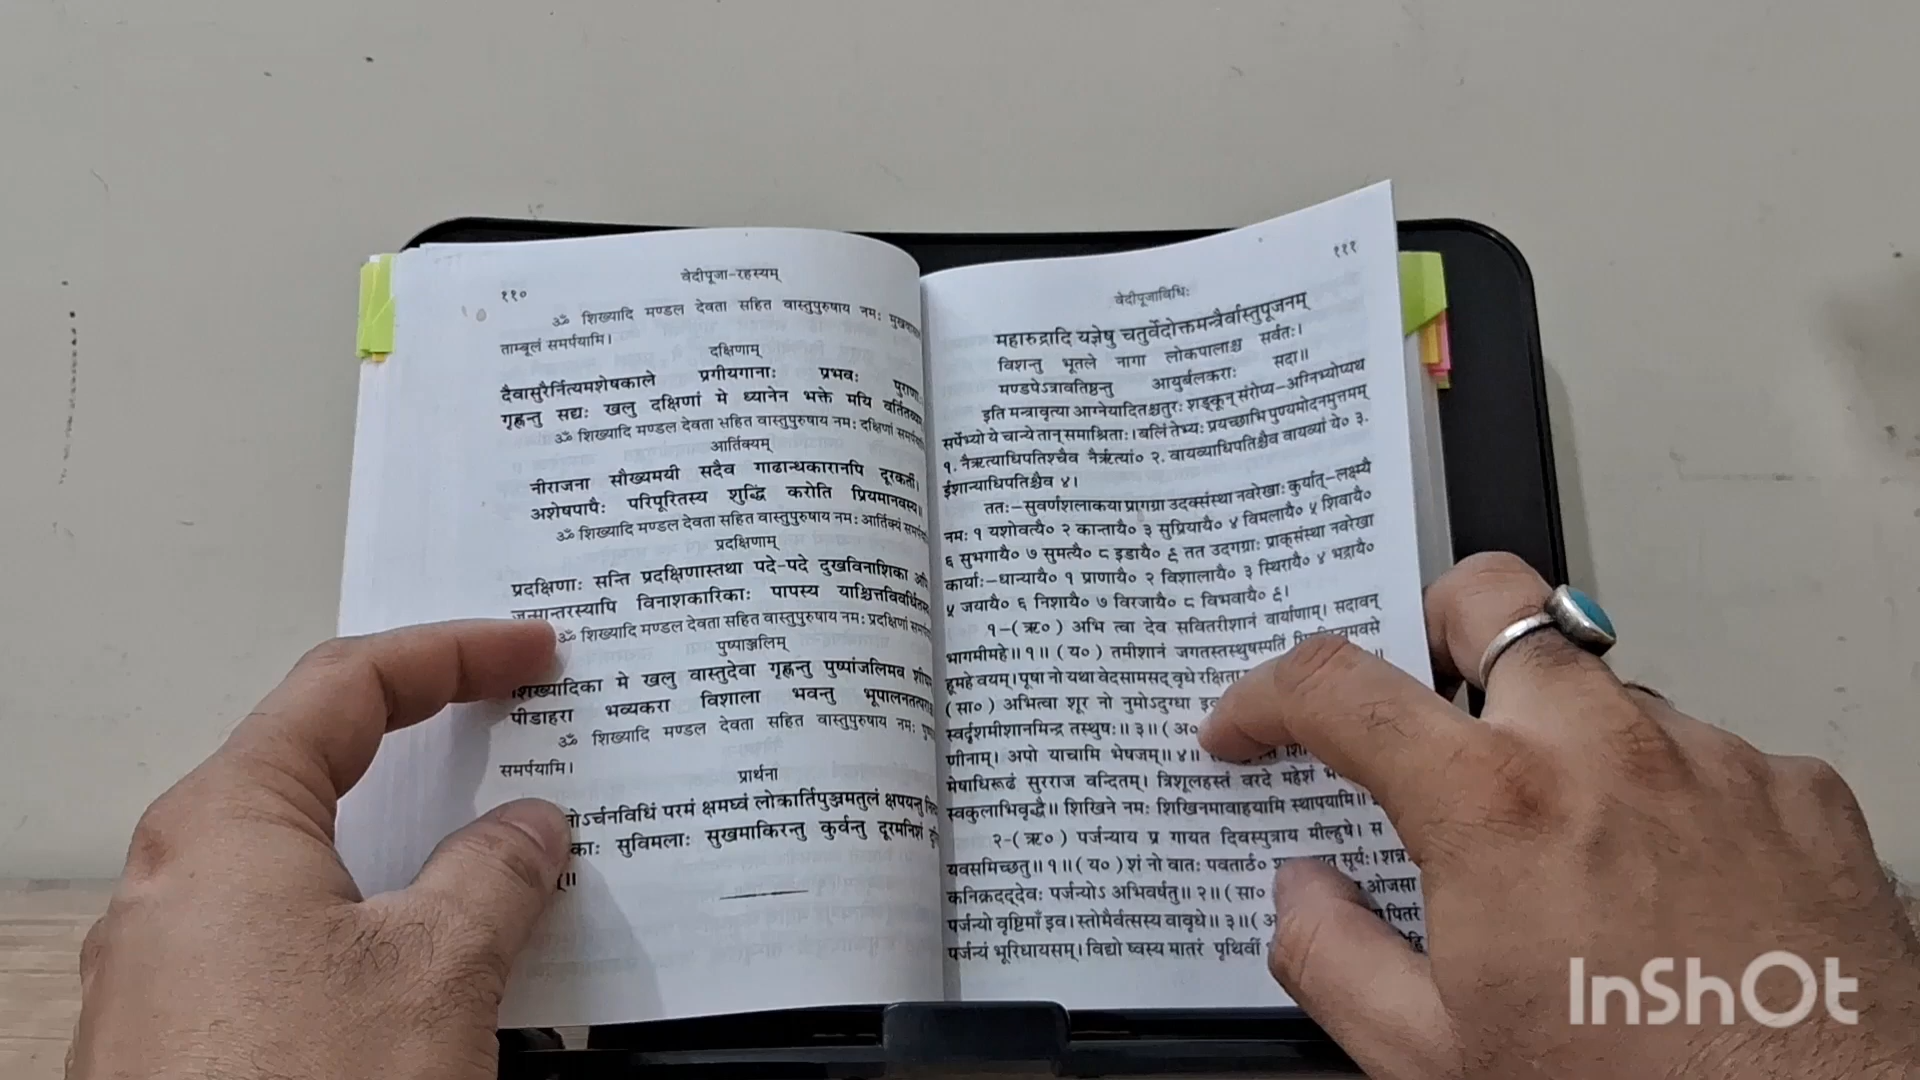 ११०
वेदीपूजा-रहस्यम्
ॐ शिख्यादि मण्डल देवता सहित वास्तुपुरुषाय नमः
ताम्बूलं समर्पयामि।
दक्षिणाम्
दैवासुरैर्नित्यमशेषकाले प्रगीयगानाः प्रभवः पुराणाः
गृह्णन्तु सद्यः खलु दक्षिणां मे ध्यानेन भक्ते मयि
ॐ शिख्यादि मण्डल देवता सहित वास्तुपुरुषाय नमः दक्षिणां
आर्तिक्यम्
नीराजना सौख्यमयी सदैव गाढान्धकारानपि दूरकर्ती।
अशेषपापैः परिपूरितस्य शुद्धिं करोति प्रियमानवस्य॥
ॐ शिख्यादि मण्डल देवता सहित वास्तुपुरुषाय नमः आर्तिक्यं
प्रदक्षिणाम्
प्रदक्षिणाः सन्ति प्रदक्षिणास्तथा पदे-पदे दुखविनाशिका
जन्मान्तरस्यापि विनाशकारिकाः पापस्य
ॐ शिख्यादि मण्डल देवता सहित वास्तुपुरुषाय नमः प्रदक्षिणां
पुष्पाञ्जलिम्
शिख्यादिका मे खलु वास्तुदेवा गृह्णन्तु पुष्पांजलिमव
पीडाहरा भव्यकरा विशाला भवन्तु
ॐ शिख्यादि मण्डल देवता सहित वास्तुपुरुषाय नमः
समर्पयामि।
प्रार्थना
परमं क्षमध्वं लोकार्तिपुञ्जमतुलं क्षपयन्तु
सुविमलाः सुखमाकिरन्तु कुर्वन्तु दूरमनिशं
१११
वेदीपूजाविधिः
महारुद्रादि यज्ञेषु चतुर्वेदोक्तमन्त्रैर्वास्तुपूजनम्
विशन्तु भूतले नागा लोकपालाश्च सर्वतः।
मण्डपेऽत्रावतिष्ठन्तु आयुर्बलकराः सदा॥
इति मन्त्रावृत्या आग्नेयादितश्चतुरः शङ्कून् संरोप्य-अग्निभ्योप्यथ
सर्पेभ्यो ये चान्ये तान् समाश्रिताः। बलिं तेभ्यः प्रयच्छाभि पुण्यमोदनमुत्तमम्
१. नैऋत्याधिपतिश्चैव नैर्ऋत्यां० २. वायव्याधिपतिश्चैव वायव्यां ये० ३.
ईशान्याधिपतिश्चैव ४।
ततः-सुवर्णशलाकया प्रागग्रा उदक्संस्था नवरेखाः कुर्यात्-लक्ष्म्यै
नमः १ यशोवत्यै० २ कान्तायै० ३ सुप्रियायै० ४ विमलायै० ५ शिवायै०
६ सुभगायै० ७ सुमत्यै० ८ इडायै० ९ तत उदगग्राः प्राक्संस्था नवरेखा
कार्याः-धान्यायै० १ प्राणायै० २ विशालायै० ३ स्थिरायै० ४ भद्रायै०
५ जयायै० ६ निशायै० ७ विरजायै० ८ विभवायै० ९।
१-(ऋ०) अभि त्वा देव सवितरीशानं वार्याणाम्। सदावन्
भागमीमहे॥१॥ (य०) तमीशानं जगतस्तस्थुषस्पतिं
हूमहे वयम्। पूषा नो यथा वेदसामसद् वृधे रक्षिता
(सा०) अभित्वा शूर नो नुमोऽदुग्धा
स्वर्दृशमीशानमिन्द्र तस्थुषः॥३॥ (अ०
णीनाम्। अपो याचामि भेषजम्॥४॥
मेषाधिरूढं सुरराज वन्दितम्। त्रिशूलहस्तं वरदे महेशं
स्वकुलाभिवृद्धै॥ शिखिने नमः शिखिनमावाहयामि स्थापयामि॥
२-(ऋ०) पर्जन्याय प्र गायत दिवस्पुत्राय मील्हुषे। स
यवसमिच्छतु॥१॥ (य०) शं नो वातः सूर्यः।
कनिक्रदद्देवः पर्जन्योऽ अभिवर्षतु॥२॥ (सा० ओजसा
पर्जन्यो वृष्टिमाँ इव। स्तोमैर्वत्सस्य वावृधे॥३॥ पितरं
पर्जन्यं भूरिधायसम्। विद्यो ष्वस्य मातरं पृथिवीं
InShOt